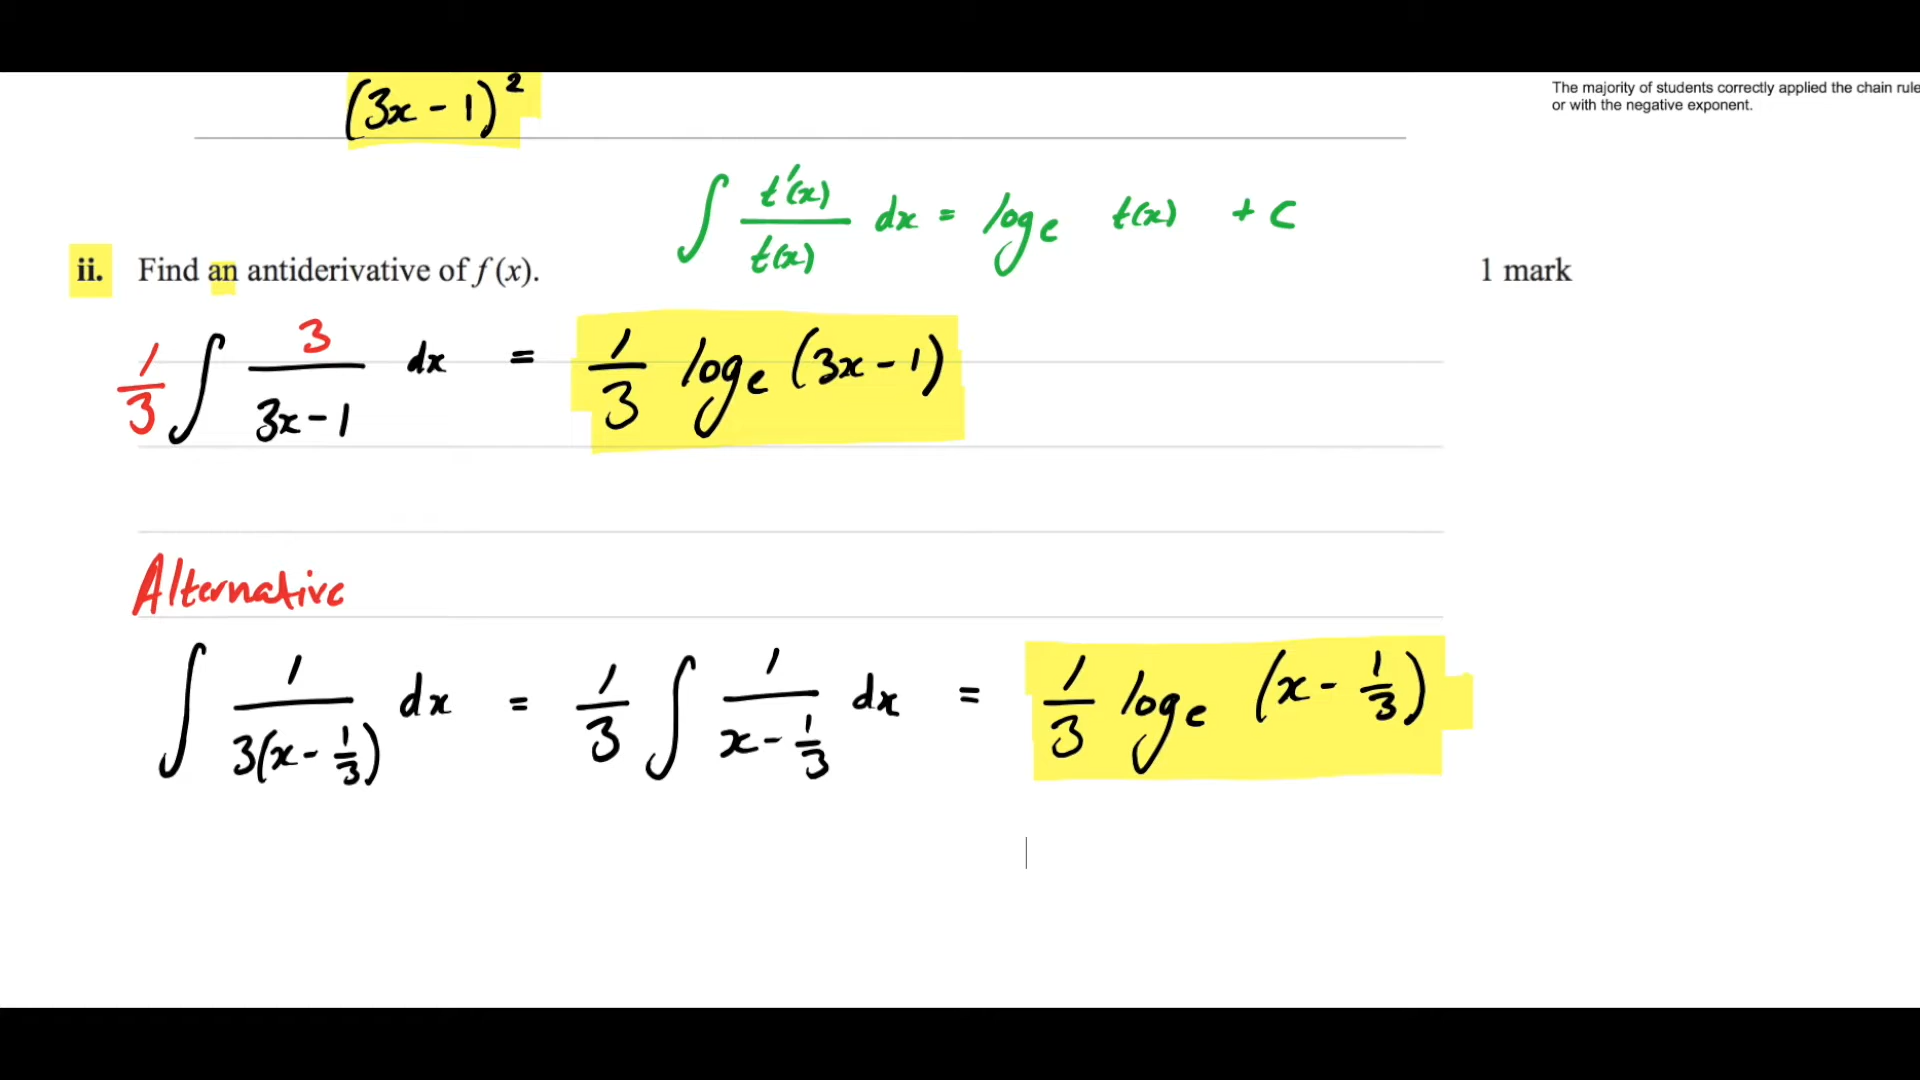 (3x - 1)²
The majority of students correctly applied the chain rule
or with the negative exponent.
∫ t'(x)/t(x) dx = logₑ t(x) + c
ii. Find an antiderivative of f(x). 1 mark
1/3 ∫ 3/(3x - 1) dx = 1/3 logₑ (3x - 1)
Alternative
∫ 1/(3(x - 1/3)) dx = 1/3 ∫ 1/(x - 1/3) dx = 1/3 logₑ (x - 1/3)